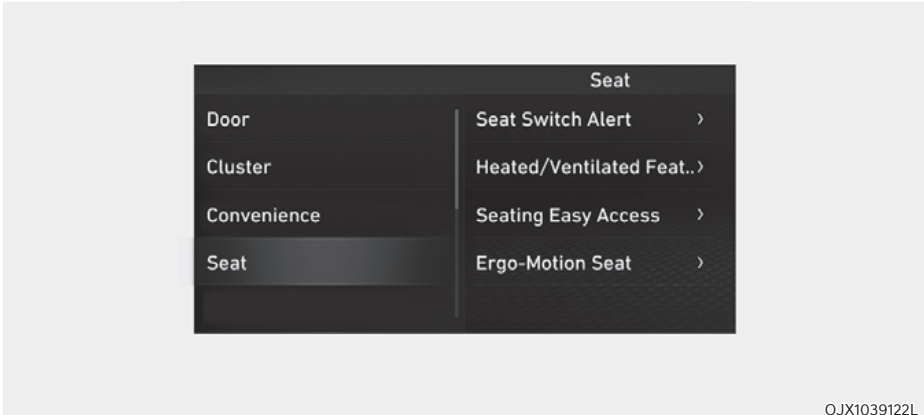 Seat
Door
Cluster
Convenience
Seat
Seat Switch Alert >
Heated/Ventilated Feat..>
Seating Easy Access >
Ergo-Motion Seat >
OJX1039122L